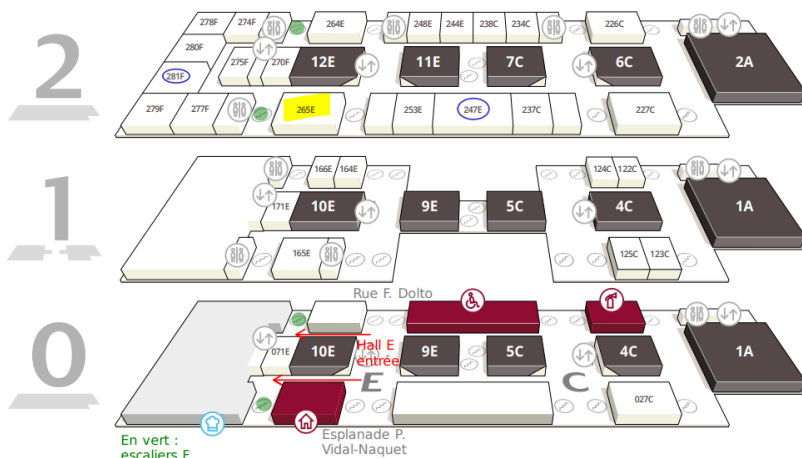 2
278F 274F 264E 248E 244E 238C 234C 226C
280F
281F 275F 270F 12E 11E 7C 6C 2A
279F 277F 265E 253E 247E 237C 227C
1
166E 164E 124C 122C
171E 10E 9E 5C 4C 1A
165E 125C 123C
Rue F. Dolto
0
071E 10E Hall E
entrée 9E 5C 4C 1A
E C
027C
En vert :
escaliers F
Esplanade P.
Vidal-Naquet